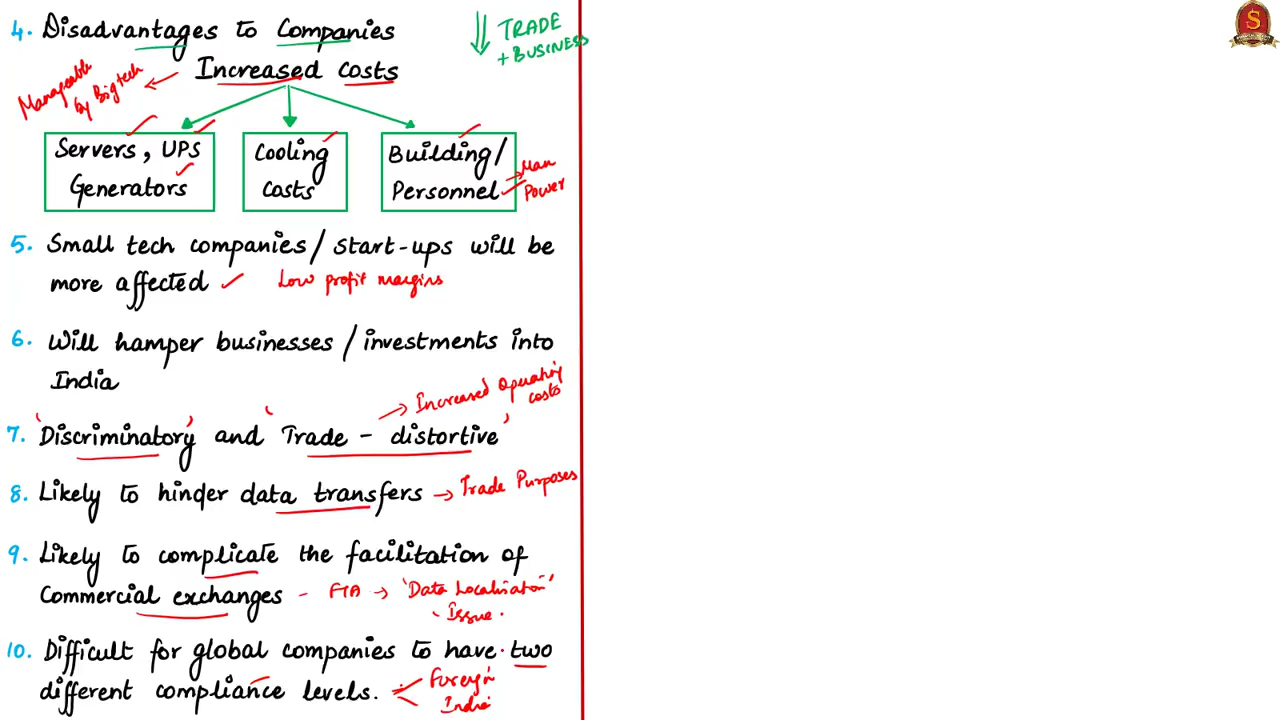 4. Disadvantages to Companies
↓ TRADE
+ BUSINESS
Increased Costs
Manageable
by Bigtech
Servers, UPS
Generators
Cooling
Costs
Building/
Personnel
Man
Power
5. Small tech companies/start-ups will be
more affected
Low profit margins
6. Will hamper businesses/investments into
India
Increased Operating
costs
7. 'Discriminatory' and 'Trade - distortive'
8. Likely to hinder data transfers → Trade Purposes
9. Likely to complicate the facilitation of
Commercial exchanges - FTA → 'Data Localisation'
Issue.
10. Difficult for global companies to have two
different compliance levels.
Foreign
India
S